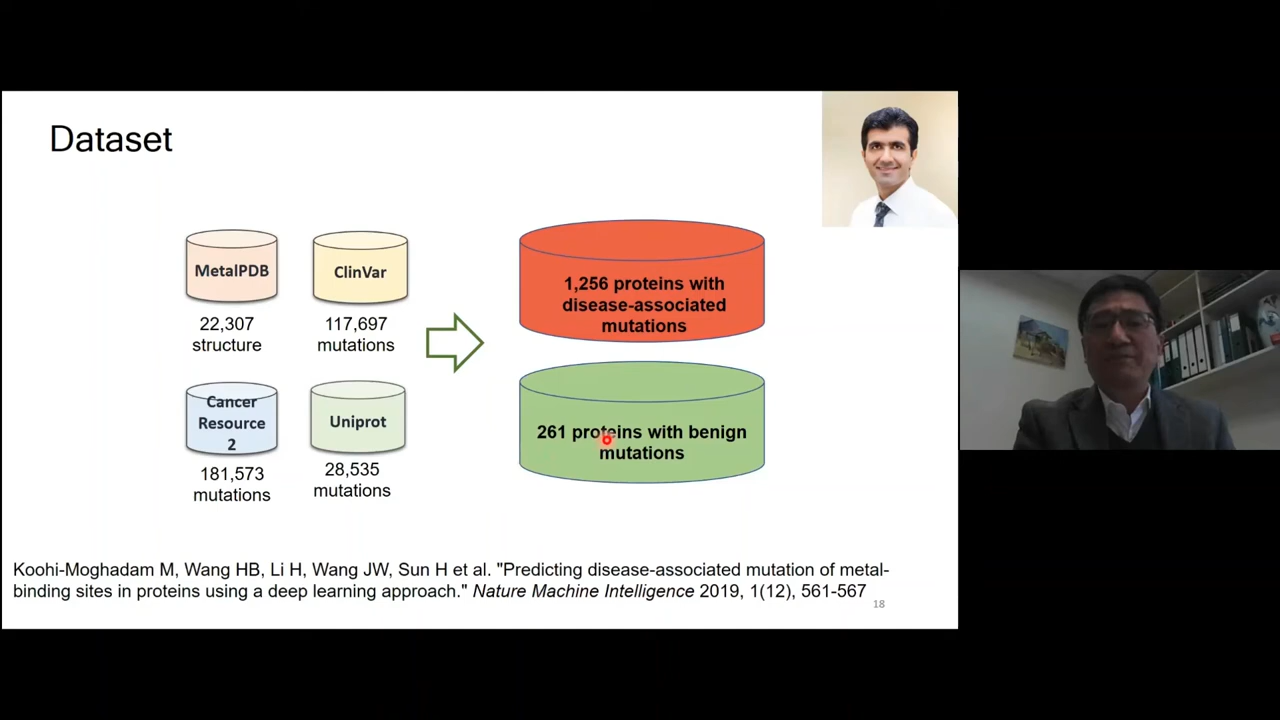 Dataset
MetalPDB
22,307
structure
ClinVar
117,697
mutations
Cancer
Resource
2
181,573
mutations
Uniprot
28,535
mutations
1,256 proteins with
disease-associated
mutations
261 proteins with benign
mutations
Koohi-Moghadam M, Wang HB, Li H, Wang JW, Sun H et al. "Predicting disease-associated mutation of metal-
binding sites in proteins using a deep learning approach." Nature Machine Intelligence 2019, 1(12), 561-567
18